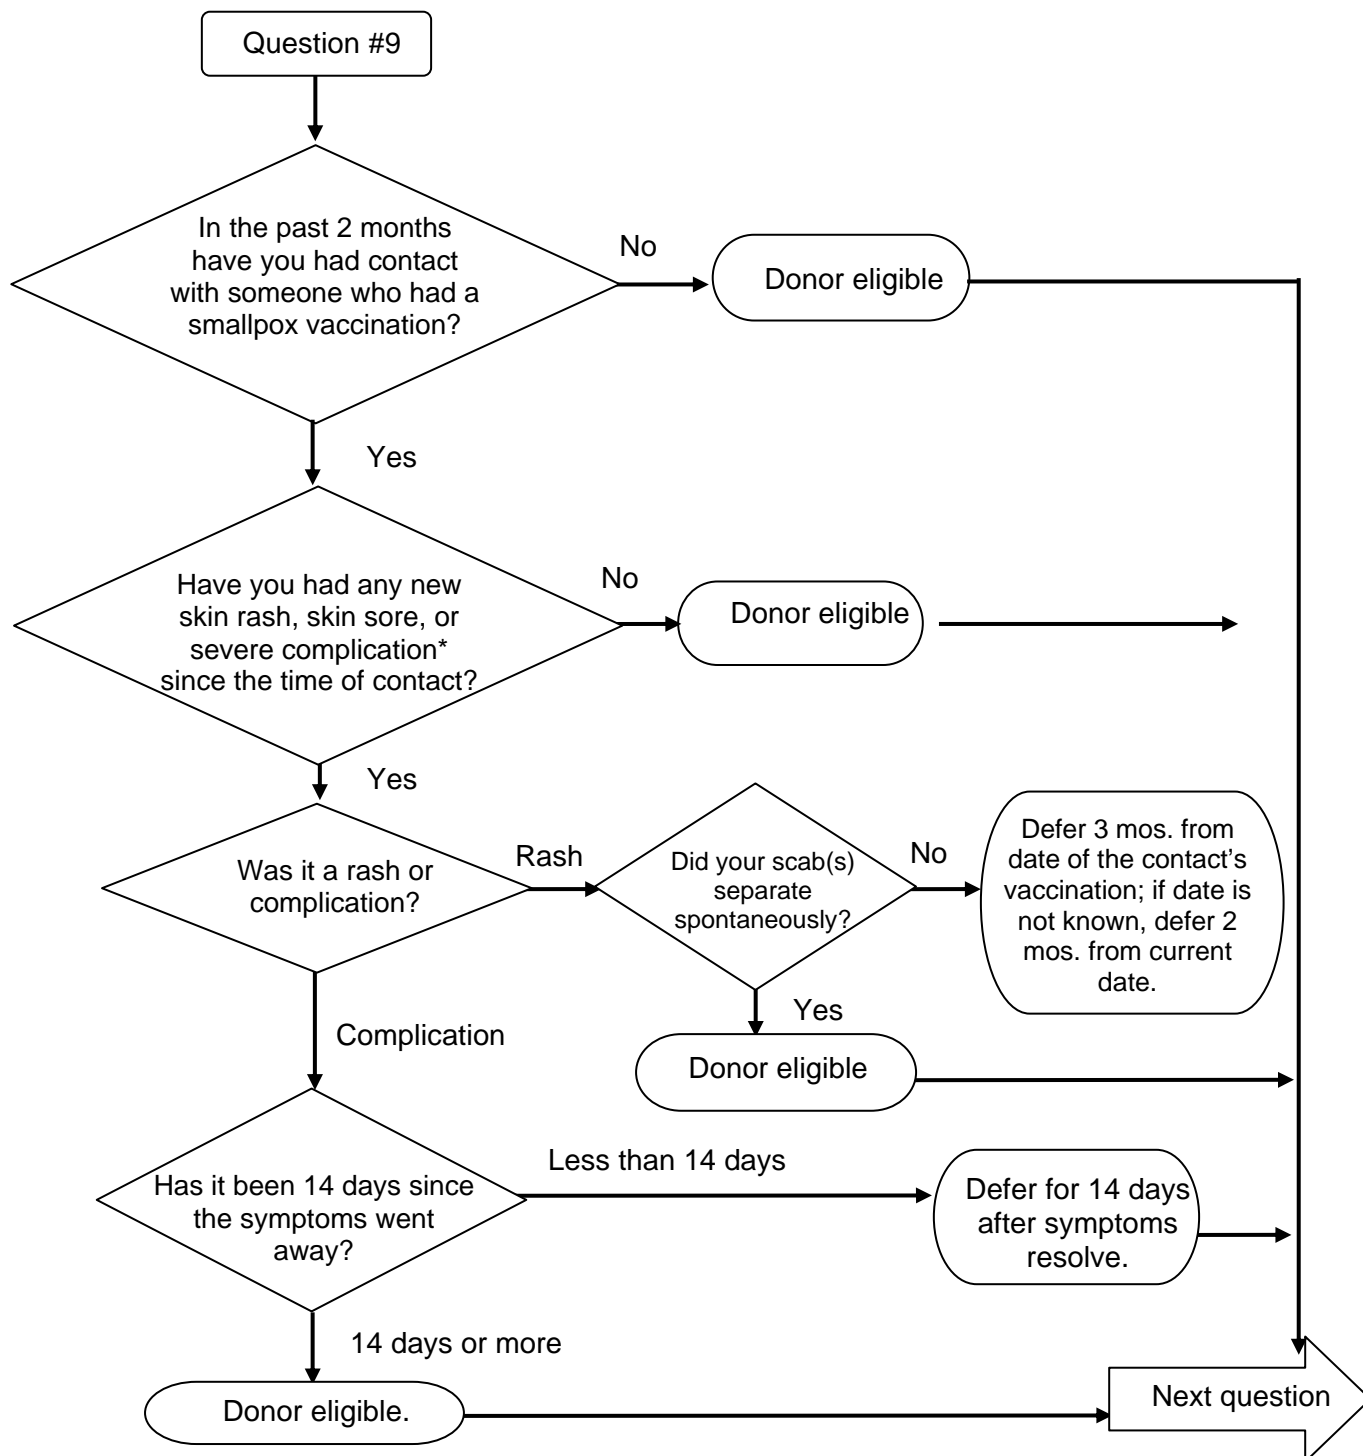 Question #9
In the past 2 months
have you had contact
with someone who had a
smallpox vaccination?
No
Donor eligible
Yes
Have you had any new
skin rash, skin sore, or
severe complication*
since the time of contact?
No
Donor eligible
Yes
Was it a rash or
complication?
Rash
Did your scab(s)
separate
spontaneously?
No
Defer 3 mos. from
date of the contact's
vaccination; if date is
not known, defer 2
mos. from current
date.
Yes
Donor eligible
Complication
Has it been 14 days since
the symptoms went
away?
Less than 14 days
Defer for 14 days
after symptoms
resolve.
14 days or more
Donor eligible.
Next question